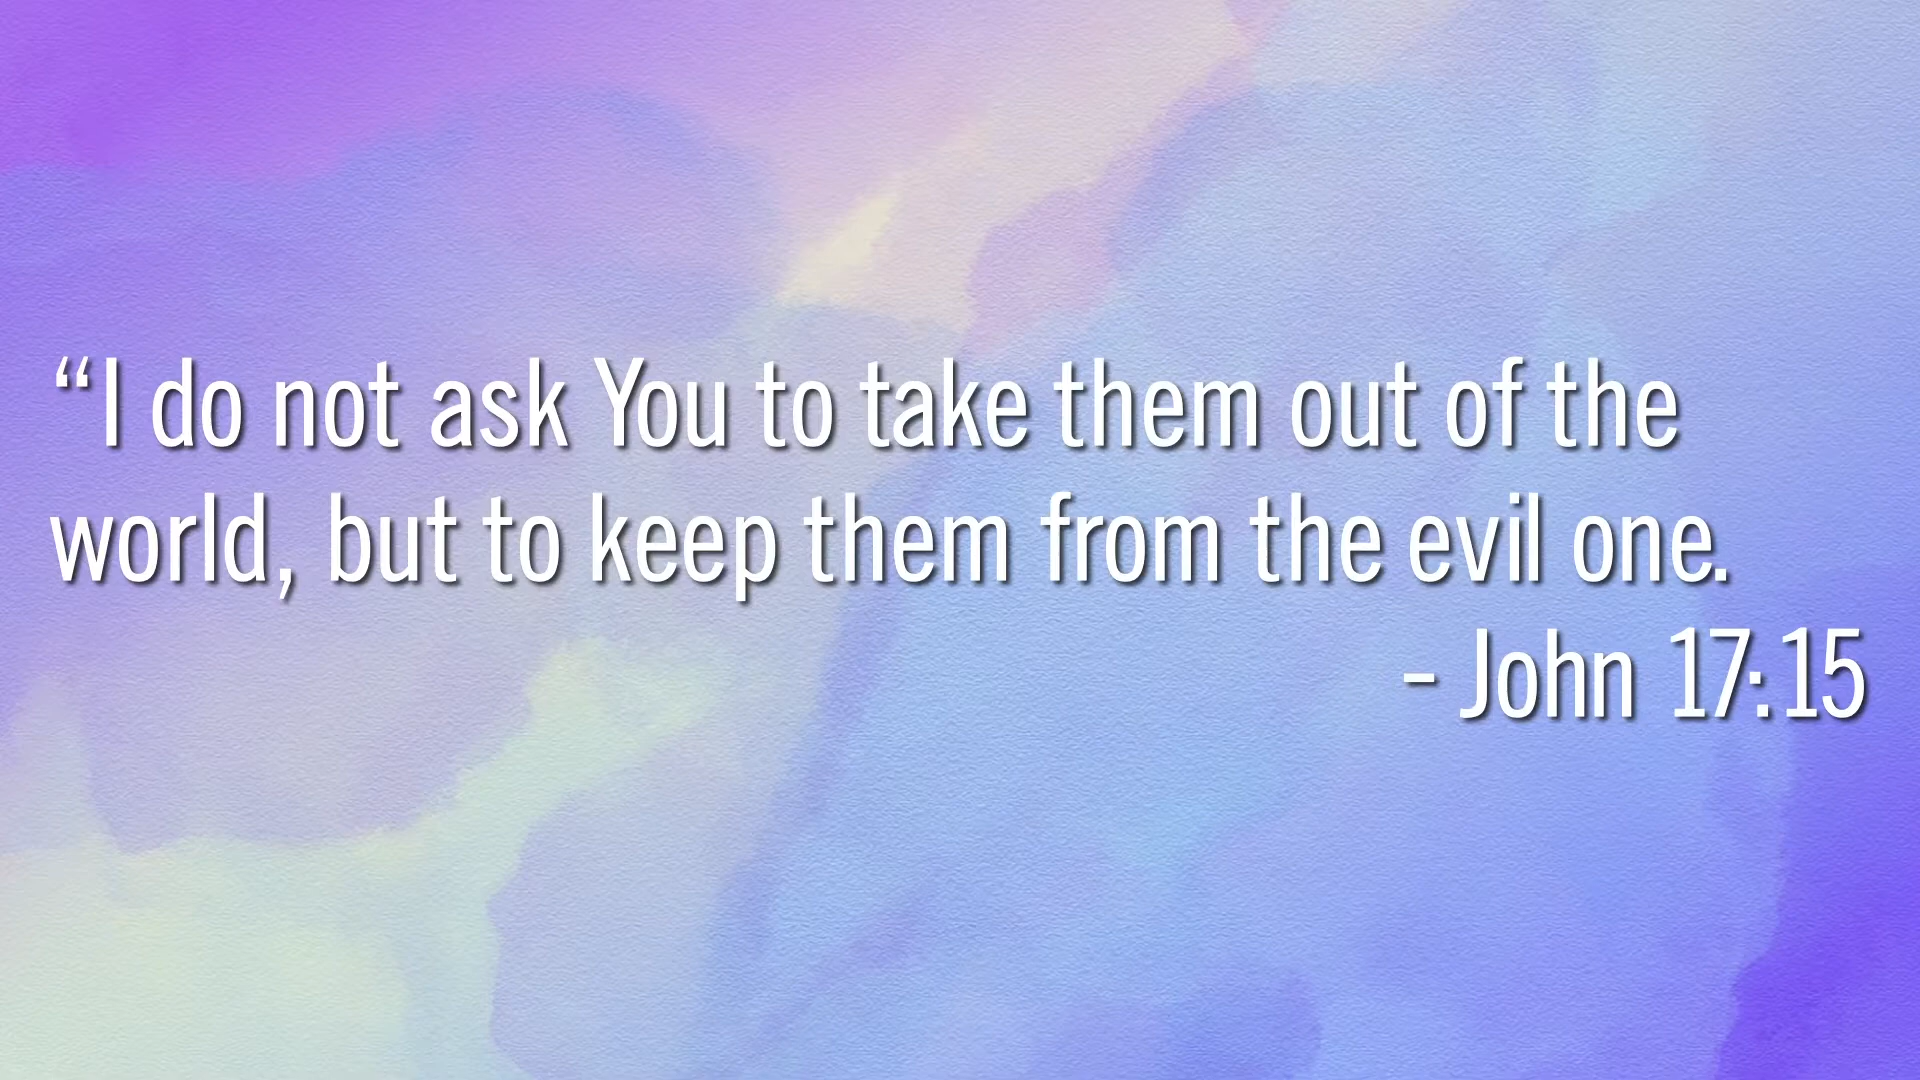 “I do not ask You to take them out of the
world, but to keep them from the evil one.
- John 17:15